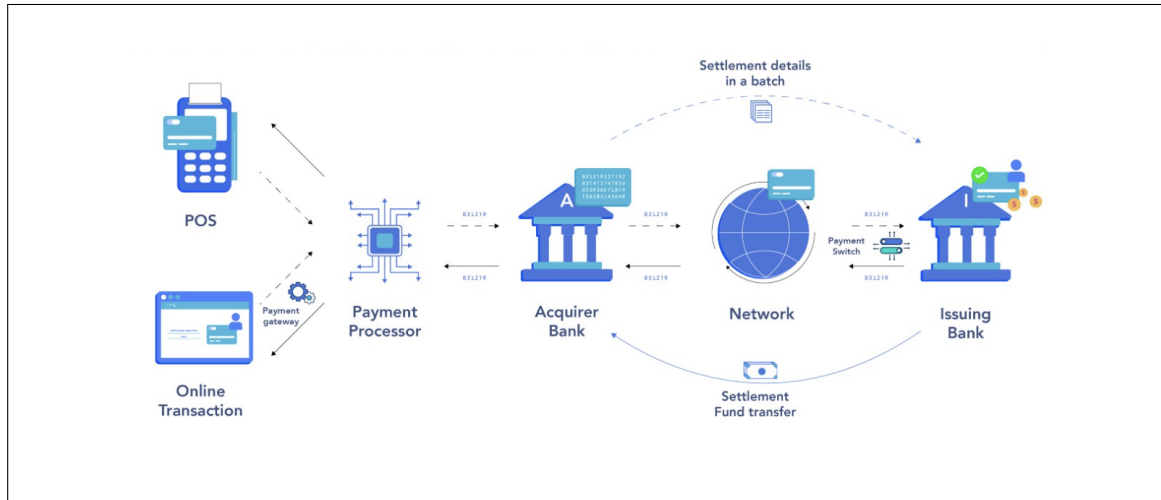 Settlement details
in a batch
POS
Payment
gateway
Online
Transaction
Payment
Processor
A
Acquirer
Bank
Network
Payment
Switch
I
Issuing
Bank
Settlement
Fund transfer